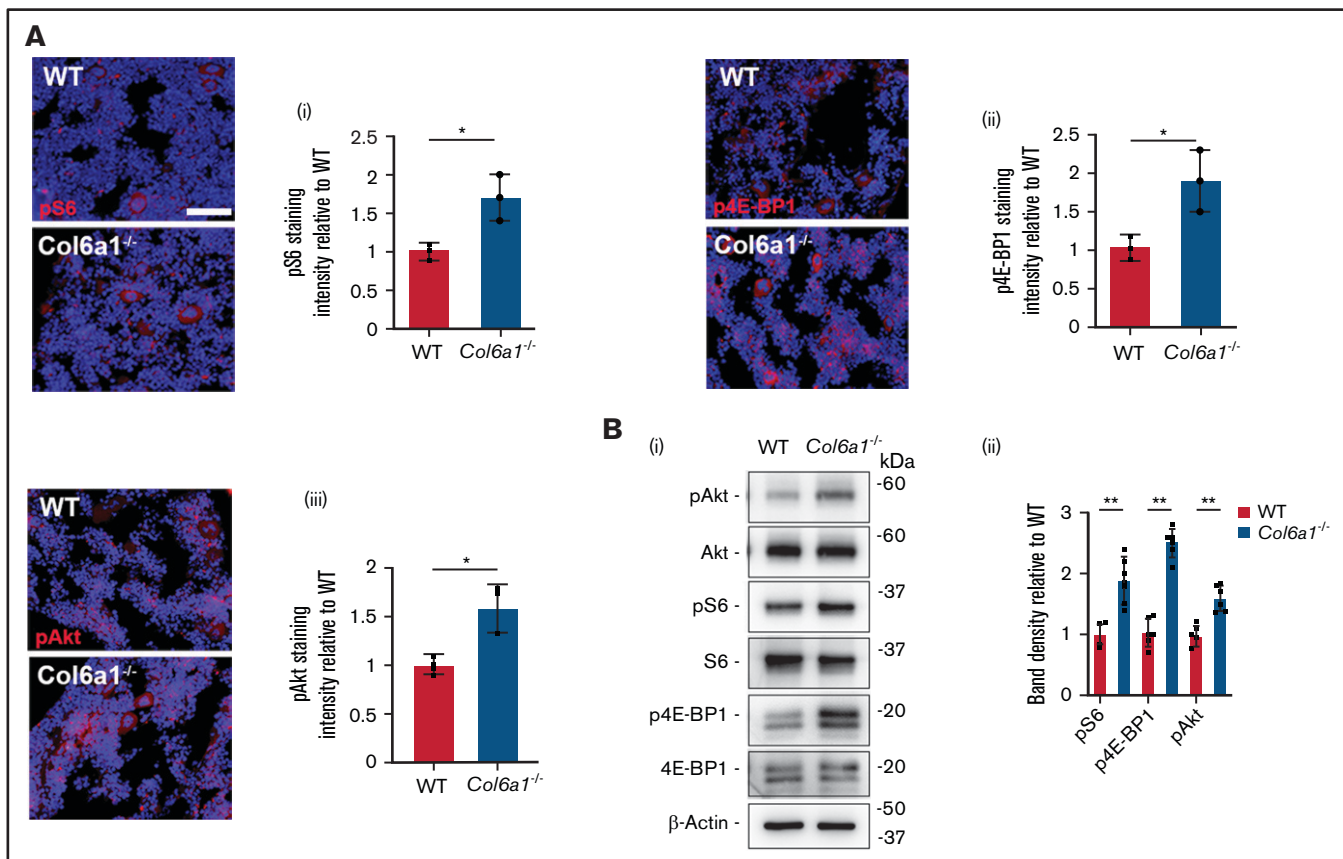 A
WT
pS6
Col6a1-/-
(i)
pS6 staining
intensity relative to WT
2.5
2
1.5
1
0.5
0
*
WT
Col6a1-/-
WT
p4E-BP1
Col6a1-/-
(ii)
p4E-BP1 staining
intensity relative to WT
2.5
2
1.5
1
0.5
0
*
WT
Col6a1-/-
WT
pAkt
Col6a1-/-
(iii)
pAkt staining
intensity relative to WT
2
1.5
1
0.5
0
*
WT
Col6a1-/-
B
(i)
WT Col6a1-/-
kDa
pAkt - -60
Akt - -60
pS6 - -37
S6 - -37
p4E-BP1 - -20
4E-BP1 - -20
β-Actin - -50
-37
(ii)
Band density relative to WT
3
2
1
0
** ** **
WT
Col6a1-/-
pS6
p4E-BP1
pAkt